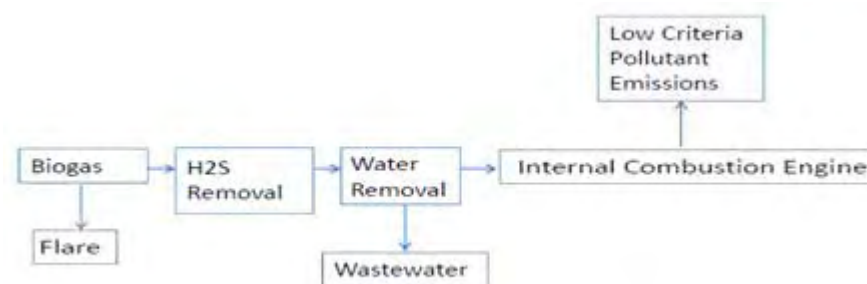 Low Criteria
Pollutant
Emissions
Biogas
H2S
Removal
Water
Removal
Internal Combustion Engine
Flare
Wastewater